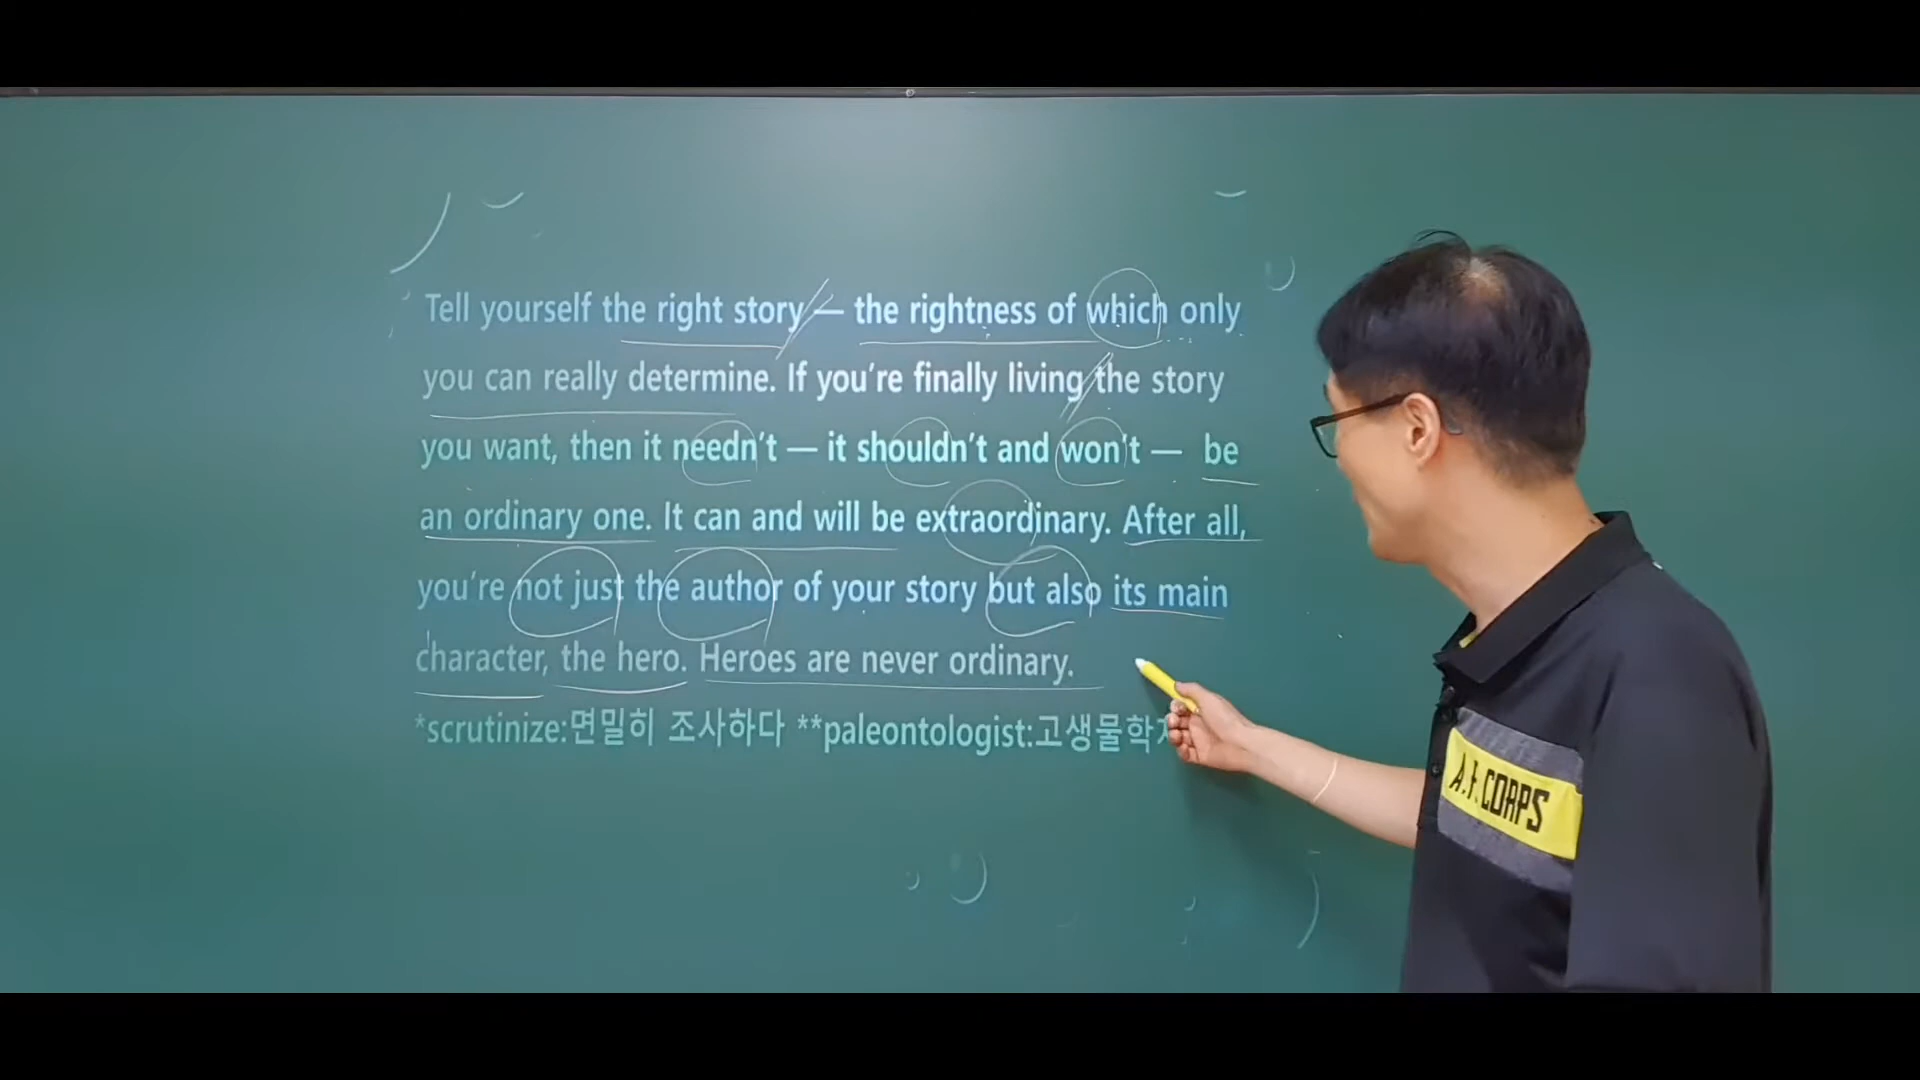 Tell yourself the right story — the rightness of which only
you can really determine. If you're finally living the story
you want, then it needn't — it shouldn't and won't — be
an ordinary one. It can and will be extraordinary. After all,
you're not just the author of your story but also its main
character, the hero. Heroes are never ordinary.
*scrutinize:면밀히 조사하다 **paleontologist:고생물학
CORPS